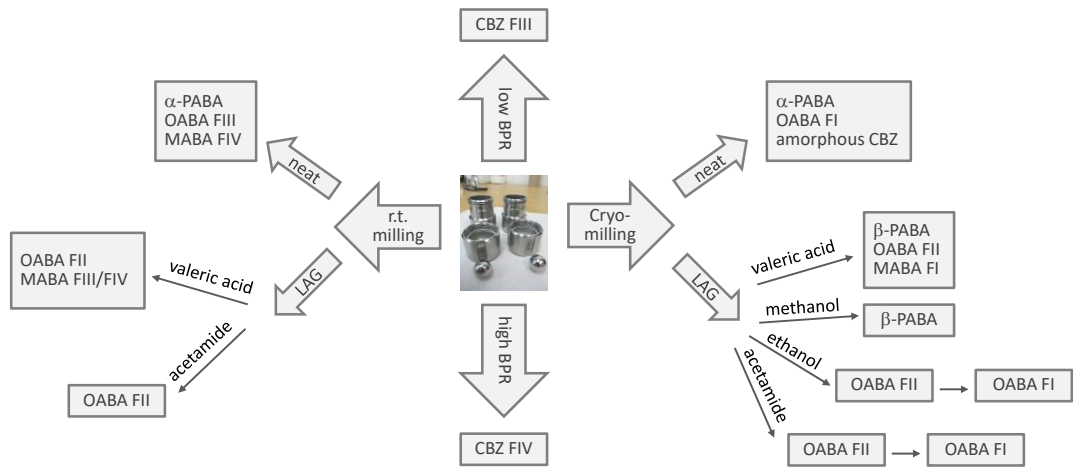 CBZ FIII
low BPR
α-PABA
OABA FIII
MABA FIV
neat
r.t.
milling
LAG
valeric acid
OABA FII
MABA FIII/FIV
acetamide
OABA FII
high BPR
CBZ FIV
Cryo-
milling
neat
α-PABA
OABA FI
amorphous CBZ
LAG
valeric acid
β-PABA
OABA FII
MABA FI
methanol
β-PABA
ethanol
OABA FII
OABA FI
acetamide
OABA FII
OABA FI